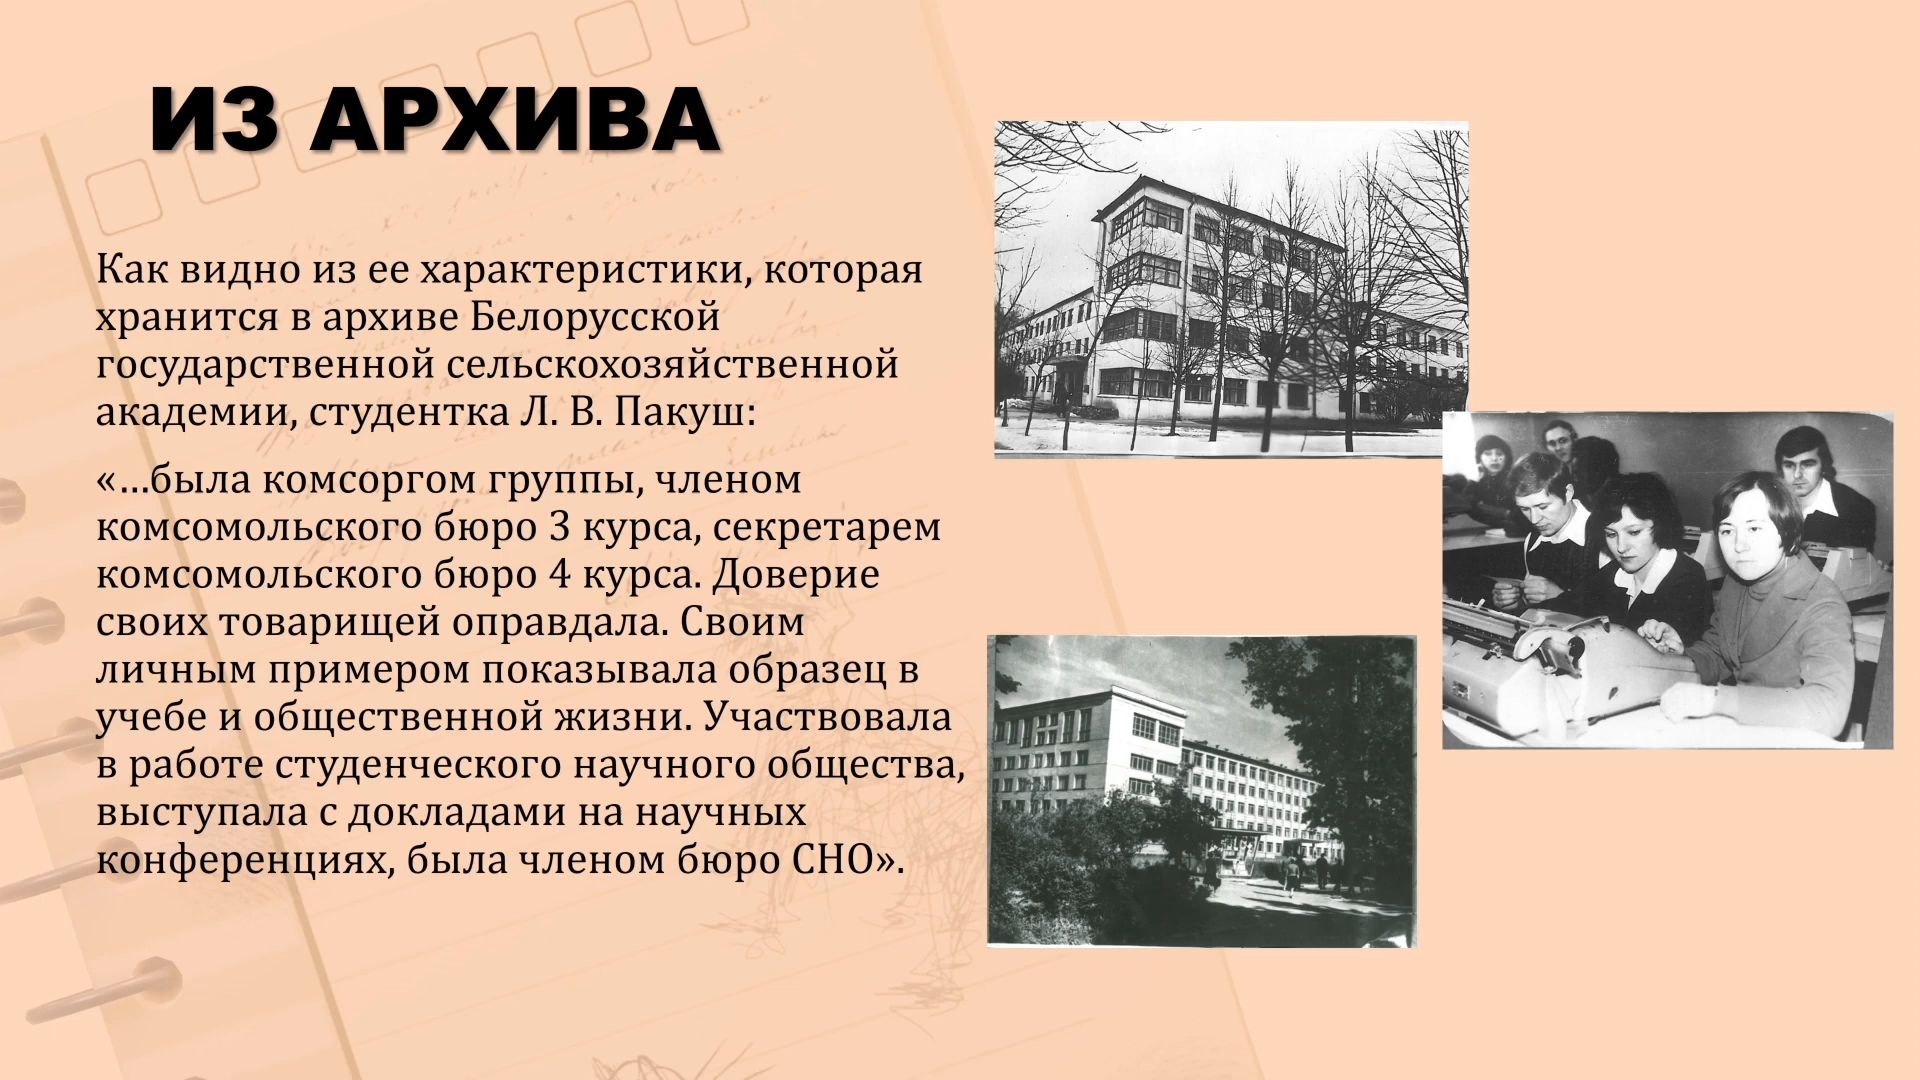 ИЗ АРХИВА
Как видно из ее характеристики, которая
хранится в архиве Белорусской
государственной сельскохозяйственной
академии, студентка Л. В. Пакуш:
«…была комсоргом группы, членом
комсомольского бюро 3 курса, секретарем
комсомольского бюро 4 курса. Доверие
своих товарищей оправдала. Своим
личным примером показывала образец в
учебе и общественной жизни. Участвовала
в работе студенческого научного общества,
выступала с докладами на научных
конференциях, была членом бюро СНО».